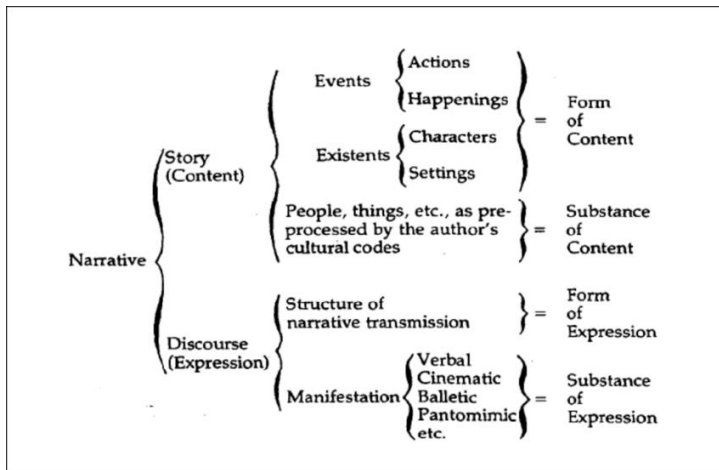 Narrative
Story
(Content)
Events
Actions
Happenings
Existents
Characters
Settings
= Form
of
Content
People, things, etc., as pre-
processed by the author's
cultural codes
= Substance
of
Content
Discourse
(Expression)
Structure of
narrative transmission
= Form
of
Expression
Manifestation
Verbal
Cinematic
Balletic
Pantomimic
etc.
= Substance
of
Expression